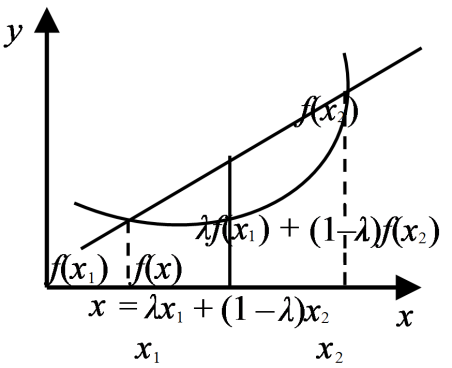 y
f(x₂)
λf(x₁) + (1–λ)f(x₂)
f(x₁) f(x)
x = λx₁ + (1 – λ)x₂
x
x₁ x₂